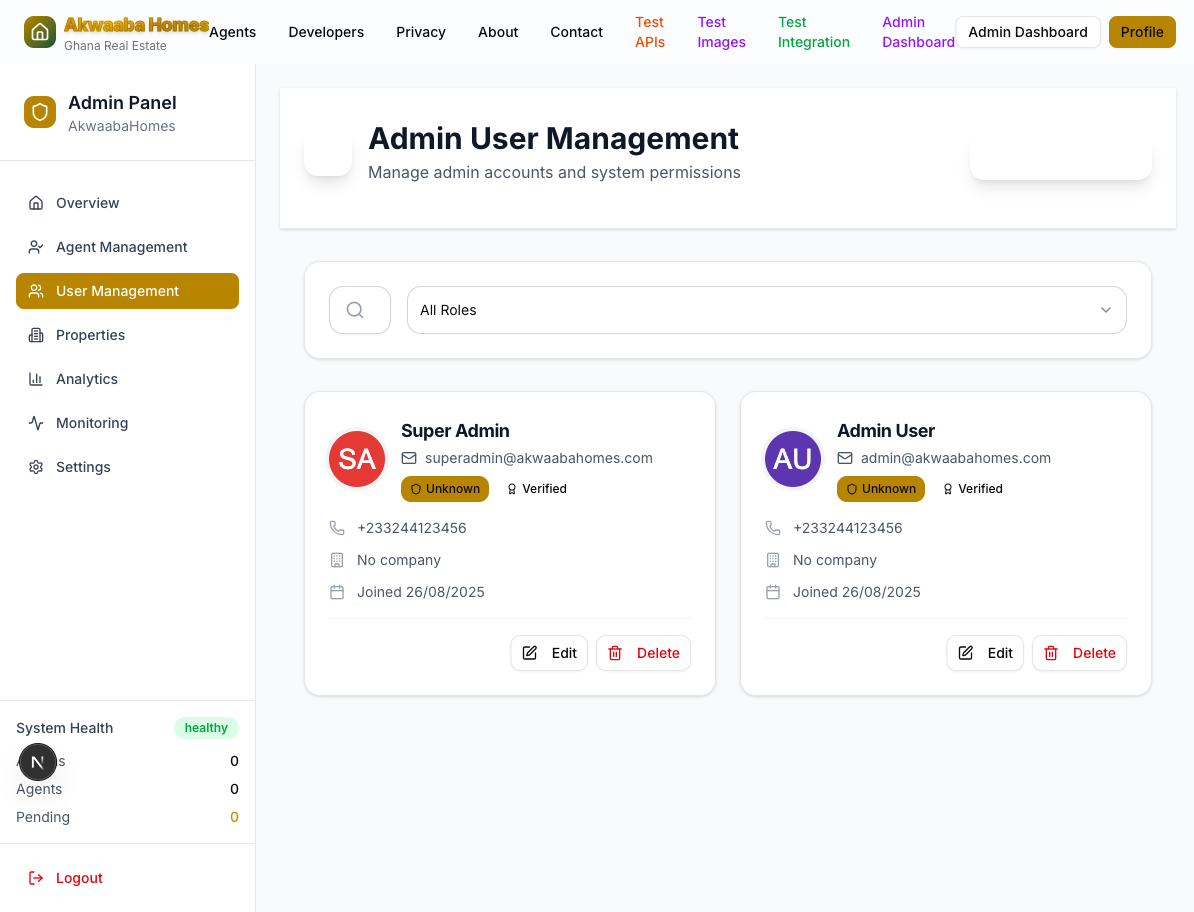 Akwaaba Homes
Ghana Real Estate
Agents
Developers
Privacy
About
Contact
Test
APIs
Test
Images
Test
Integration
Admin
Dashboard
Admin Dashboard
Profile
Admin Panel
AkwaabaHomes
Overview
Agent Management
User Management
Properties
Analytics
Monitoring
Settings
System Health
healthy
0
Agents
0
Pending
0
Logout
Admin User Management
Manage admin accounts and system permissions
All Roles
SA
Super Admin
superadmin@akwaabahomes.com
Unknown
Verified
+233244123456
No company
Joined 26/08/2025
Edit
Delete
AU
Admin User
admin@akwaabahomes.com
Unknown
Verified
+233244123456
No company
Joined 26/08/2025
Edit
Delete
N